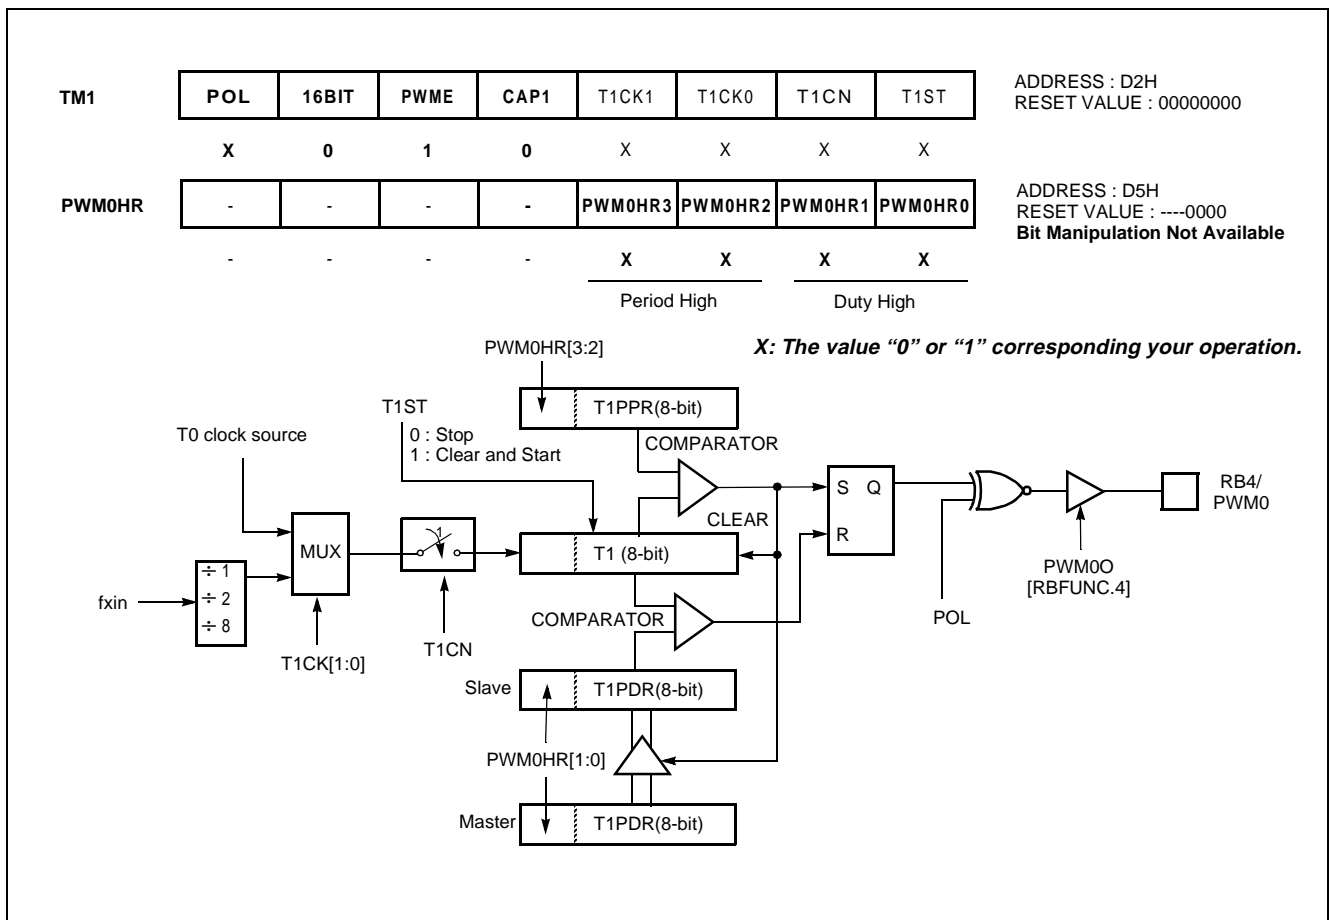 TM1 POL 16BIT PWME CAP1 T1CK1 T1CK0 T1CN T1ST
ADDRESS : D2H
RESET VALUE : 00000000
X 0 1 0 X X X X
PWM0HR - - - - PWM0HR3 PWM0HR2 PWM0HR1 PWM0HR0
ADDRESS : D5H
RESET VALUE : ----0000
Bit Manipulation Not Available
- - - - X X X X
Period High Duty High
X: The value “0” or “1” corresponding your operation.
PWM0HR[3:2]
T1PPR(8-bit)
T1ST
0 : Stop
1 : Clear and Start
COMPARATOR
T0 clock source
S Q
R
RB4/
PWM0
CLEAR
MUX
1
T1 (8-bit)
÷ 1
÷ 2
÷ 8
fxin
PWM0O
[RBFUNC.4]
POL
COMPARATOR
T1CK[1:0]
T1CN
Slave
T1PDR(8-bit)
PWM0HR[1:0]
Master
T1PDR(8-bit)